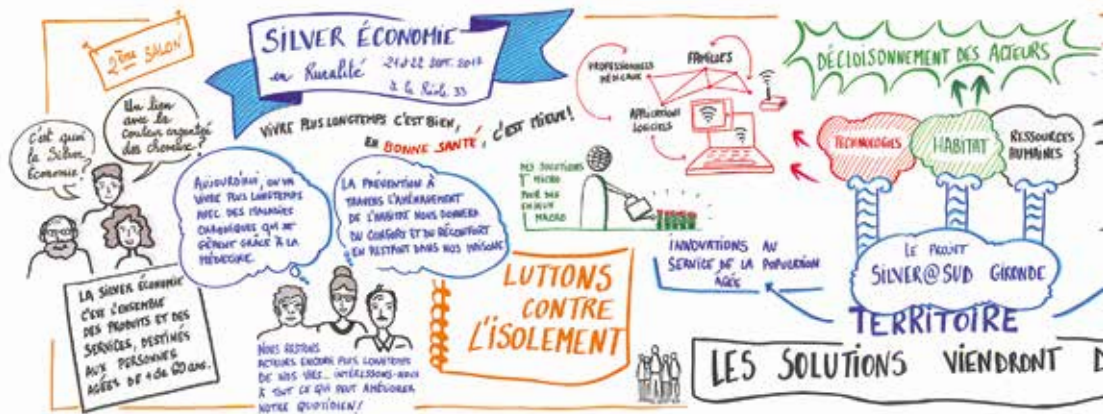 2ème SALON
SILVER ÉCONOMIE
en Ruralité
21 & 22 SEPT. 2017
à la Réole 33
VIVRE PLUS LONGTEMPS C'EST BIEN,
EN BONNE SANTÉ, C'EST MIEUX!
c'est quoi
la Silver
Économie?
Un lien
avec la
couleur argentée
des cheveux?
LA SILVER ÉCONOMIE
C'EST L'ENSEMBLE
DES PRODUITS ET DES
SERVICES, DESTINÉS
AUX PERSONNES
AGÉES DE + de 60 ans.
AUJOURD'HUI, ON VA
VIVRE PLUS LONGTEMPS
AVEC DES MALADIES
CHRONIQUES QUI SE
GÈRENT GRÂCE À LA
MÉDECINE.
LA PRÉVENTION À
TRAVERS L'AMÉNAGEMENT
DE L'HABITAT NOUS DONNERA
DU CONFORT ET DU RÉCONFORT
EN RESTANT DANS NOS MAISONS
NOUS RESTONS
ACTEURS ENCORE PLUS LONGTEMPS
DE NOS VIES... INTÉRESSONS-NOUS
À TOUT CE QUI PEUT AMÉLIORER
NOTRE QUOTIDIEN!
LUTTONS
CONTRE
L'ISOLEMENT
PROFESSIONNELS
MÉDICAUX
FAMILLES
APPLICATION
LOGICIELS
DES SOLUTIONS
MICRO
POUR DES
ENJEUX
MACRO
INNOVATIONS AU
SERVICE DE LA POPULATION
ÂGÉE
DÉCLOISONNEMENT DES ACTEURS
TECHNOLOGIES
HABITAT
RESSOURCES
HUMAINES
LE PROJET
SILVER@SUD GIRONDE
TERRITOIRE
LES SOLUTIONS VIENDRONT D